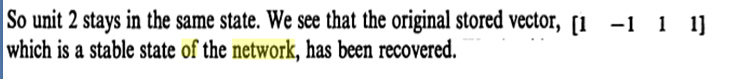 So unit 2 stays in the same state. We see that the original stored vector, [1 -1 1 1]
which is a stable state of the network, has been recovered.